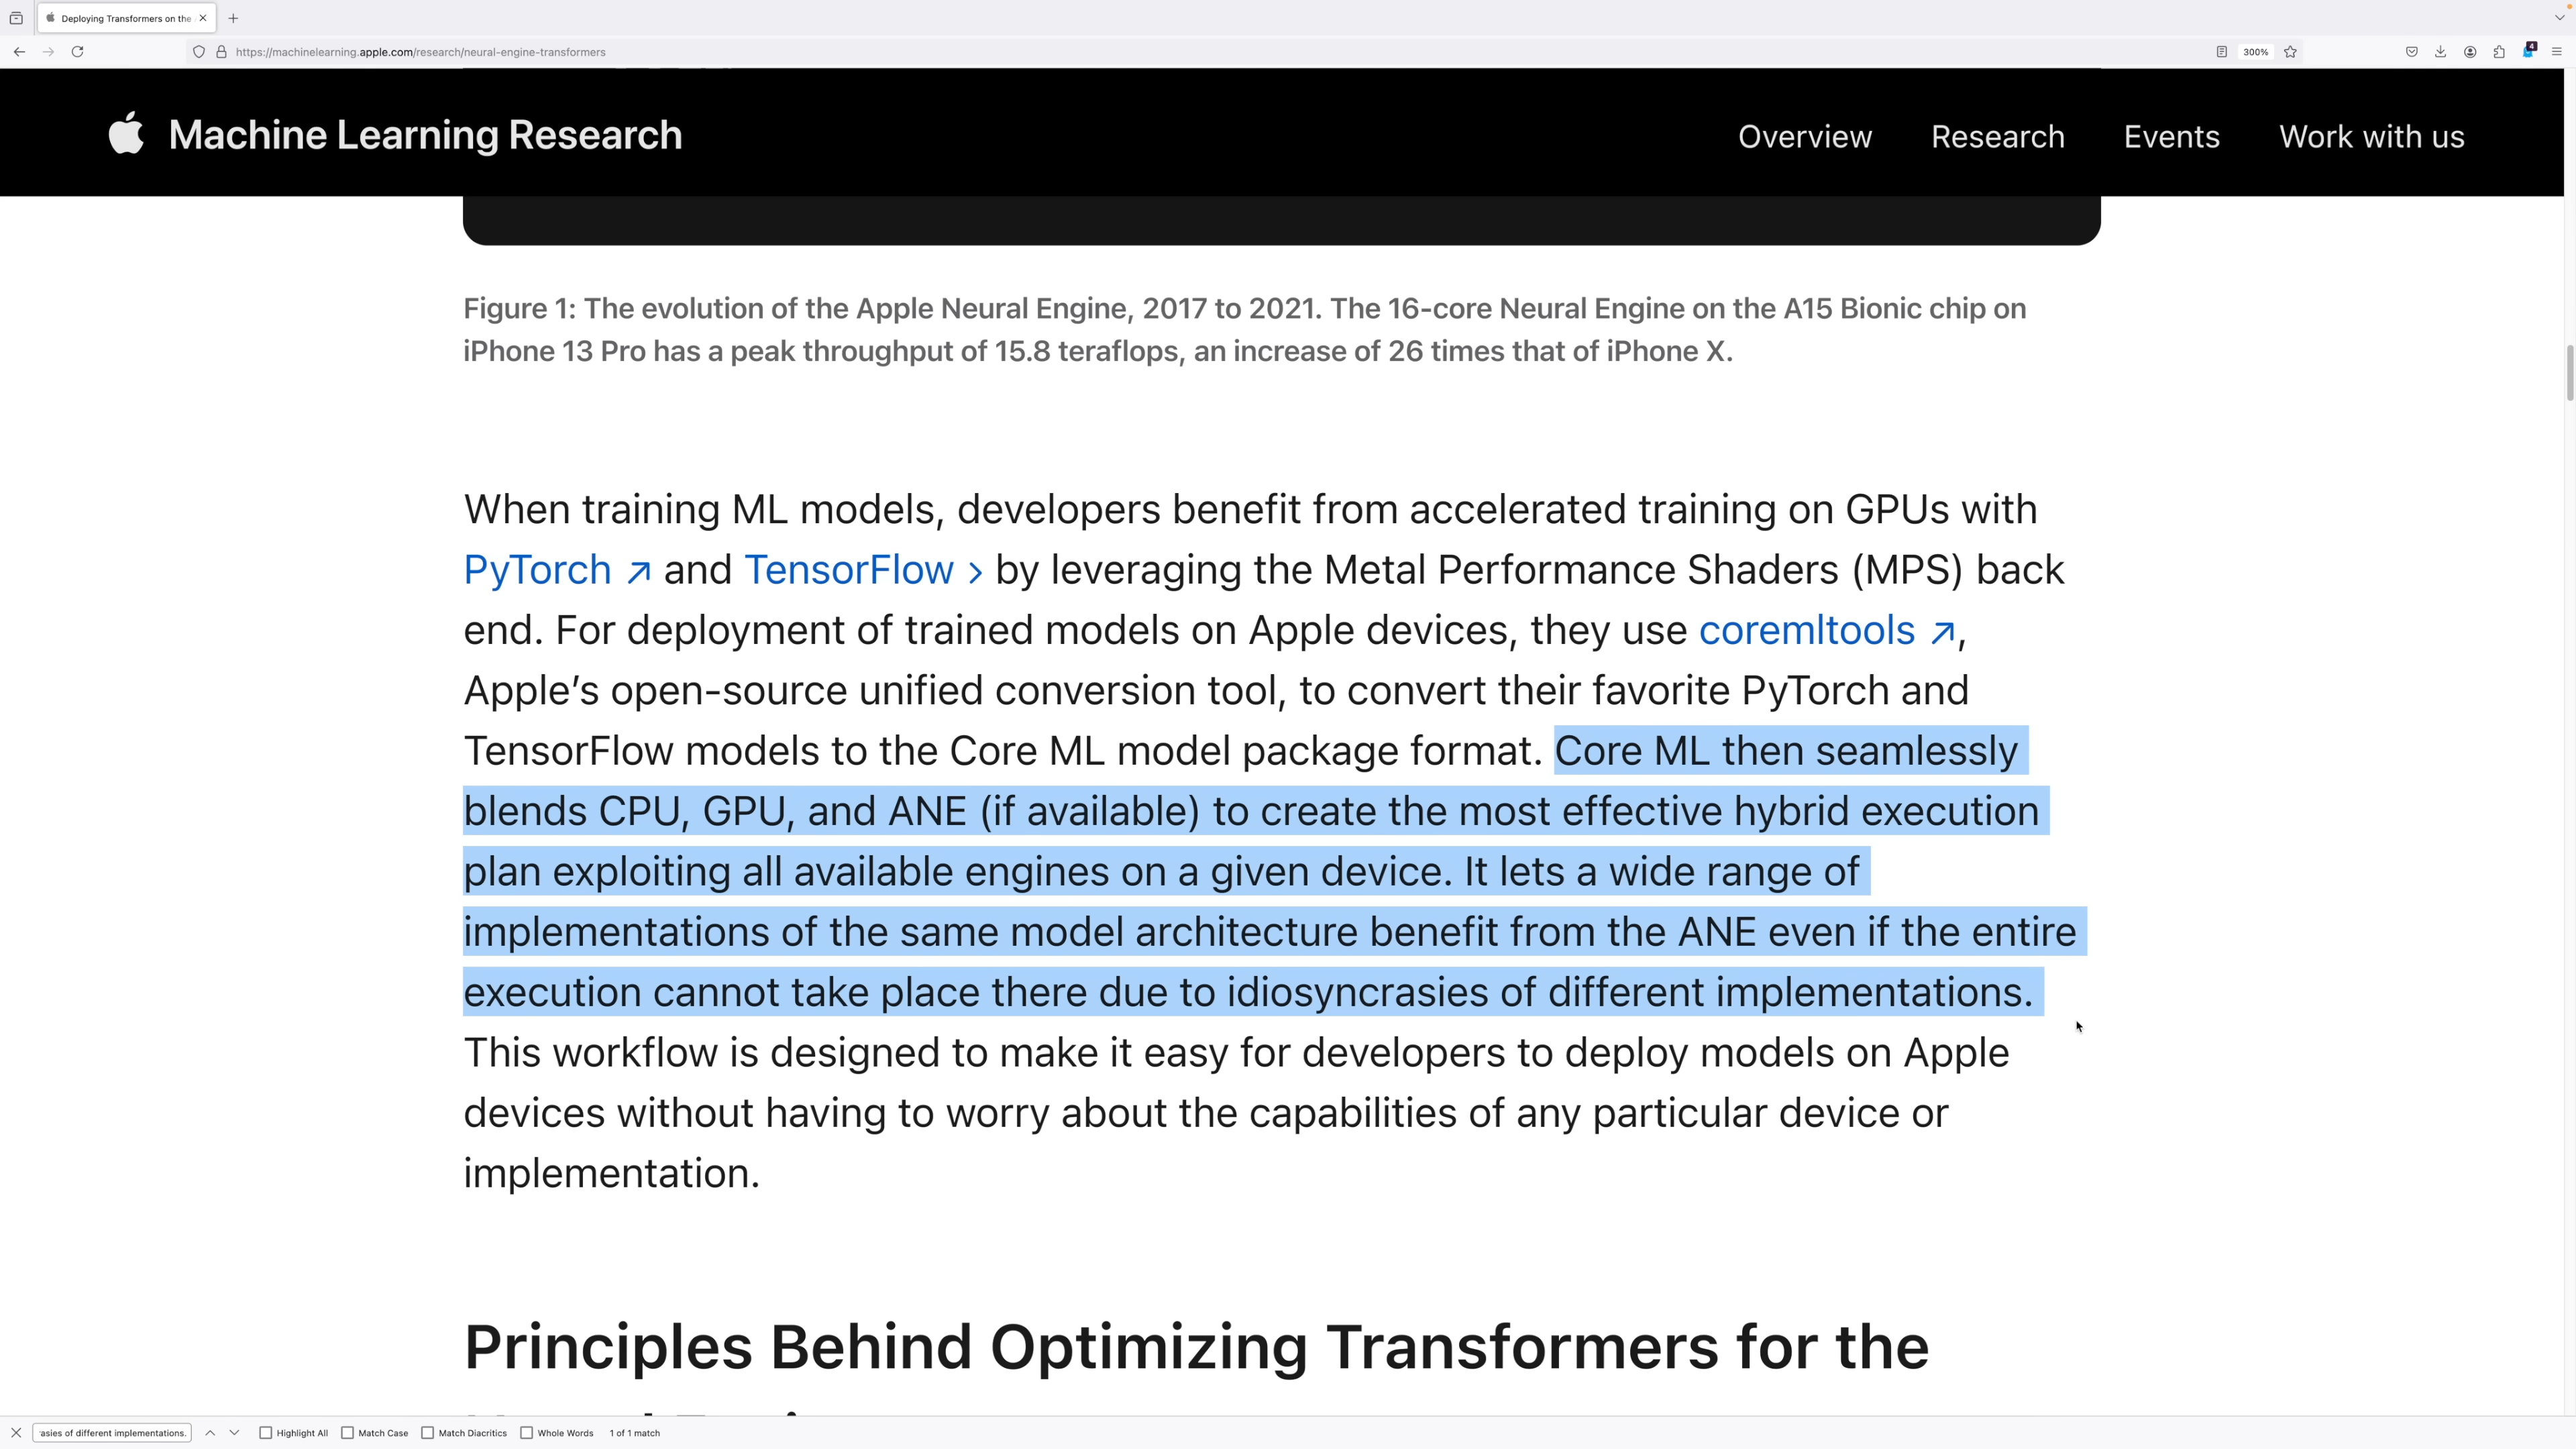 Deploying Transformers on the
https://machinelearning.apple.com/research/neural-engine-transformers
300%
4
Machine Learning Research
Overview
Research
Events
Work with us
Figure 1: The evolution of the Apple Neural Engine, 2017 to 2021. The 16-core Neural Engine on the A15 Bionic chip on
iPhone 13 Pro has a peak throughput of 15.8 teraflops, an increase of 26 times that of iPhone X.
When training ML models, developers benefit from accelerated training on GPUs with
PyTorch ↗ and TensorFlow › by leveraging the Metal Performance Shaders (MPS) back
end. For deployment of trained models on Apple devices, they use coremltools ↗,
Apple’s open-source unified conversion tool, to convert their favorite PyTorch and
TensorFlow models to the Core ML model package format. Core ML then seamlessly
blends CPU, GPU, and ANE (if available) to create the most effective hybrid execution
plan exploiting all available engines on a given device. It lets a wide range of
implementations of the same model architecture benefit from the ANE even if the entire
execution cannot take place there due to idiosyncrasies of different implementations.
This workflow is designed to make it easy for developers to deploy models on Apple
devices without having to worry about the capabilities of any particular device or
implementation.
Principles Behind Optimizing Transformers for the
asies of different implementations.
Highlight All
Match Case
Match Diacritics
Whole Words
1 of 1 match